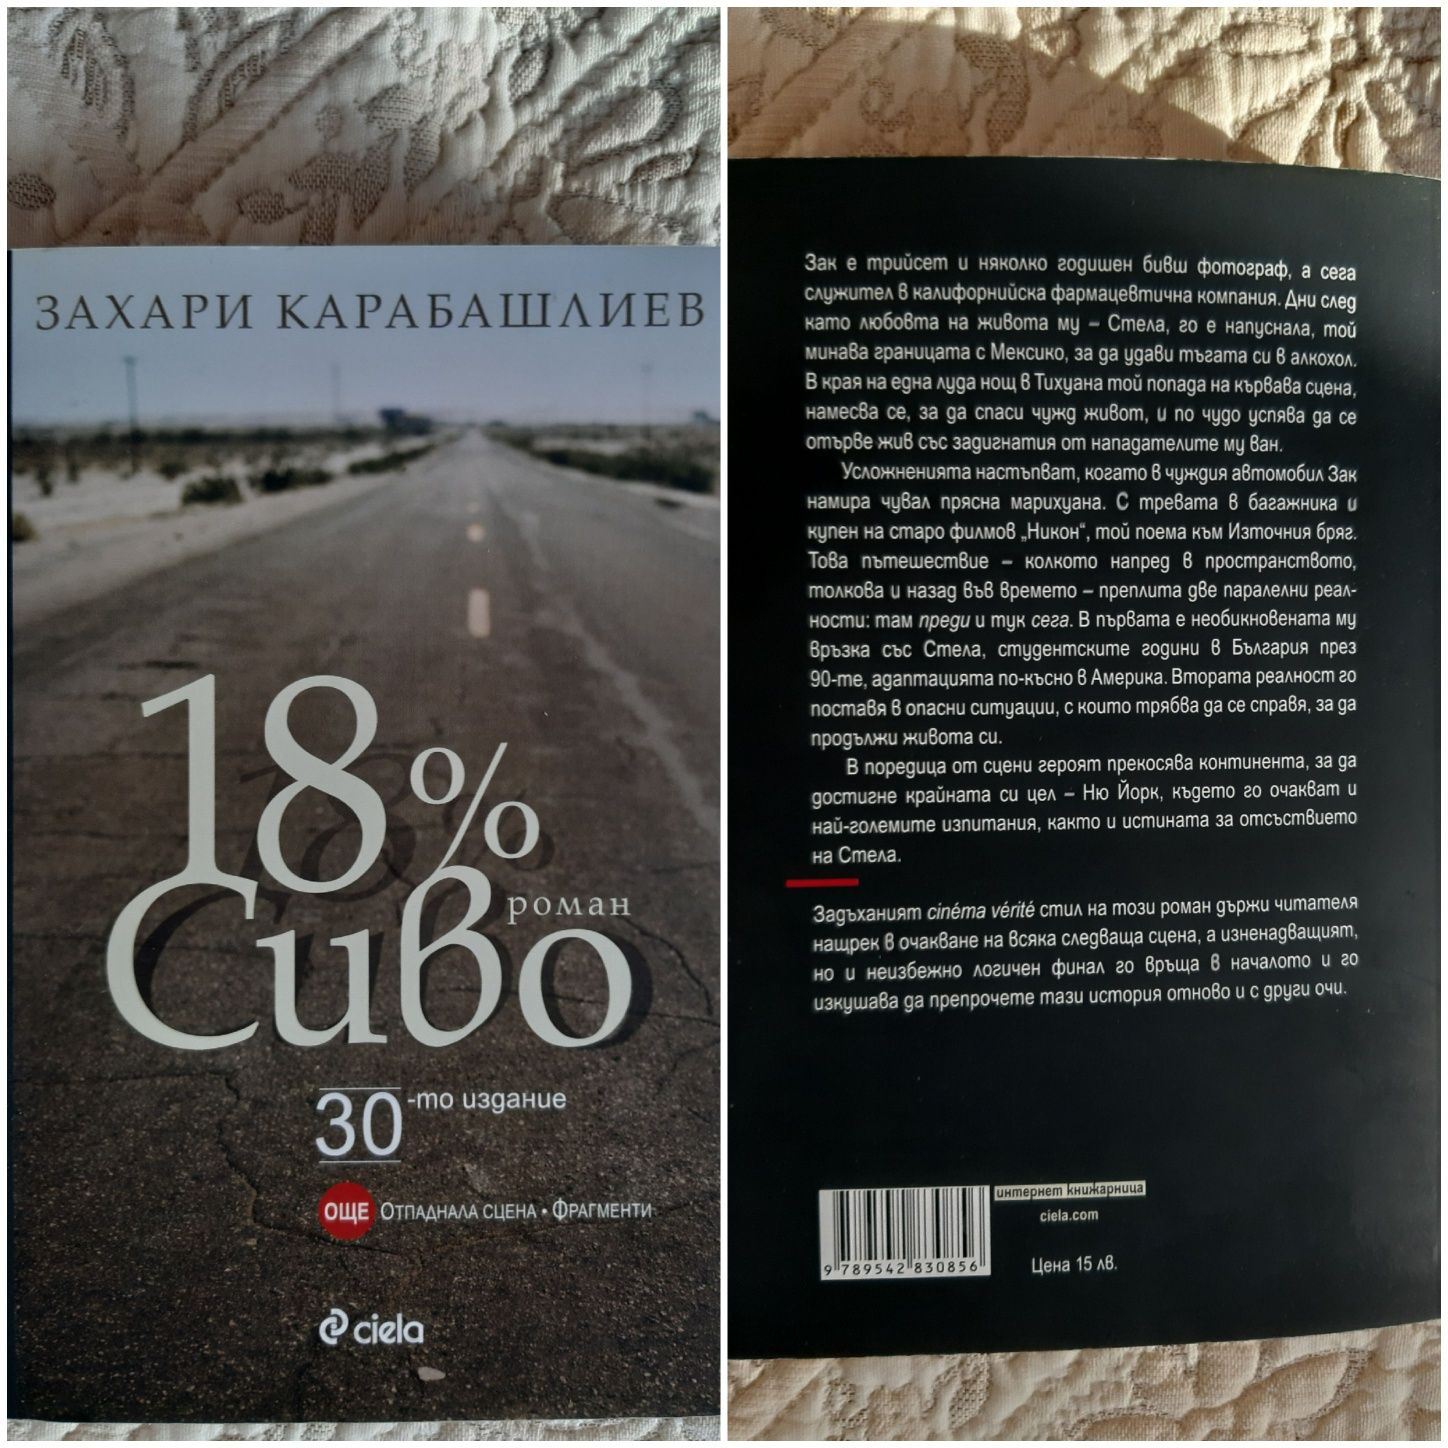 ЗАХАРИ КАРАБАШЛИЕВ
18%
Сиво
роман
30-то издание
ОЩЕ Отпаднала сцена • Фрагменти
ciela
Зак е трийсет и няколко годишен бивш фотограф, а сега
служител в калифорнийска фармацевтична компания. Дни след
като любовта на живота му – Стела, го е напуснала, той
минава границата с Мексико, за да удави тъгата си в алкохол.
В края на една луда нощ в Тихуана той попада на кървава сцена,
намесва се, за да спаси чужд живот, и по чудо успява да се
отърве жив със задигнатия от нападателите му ван.
Усложненията настъпват, когато в чуждия автомобил Зак
намира чувал прясна марихуана. С тревата в багажника и
купен на старо филмов „Никон“, той поема към Източния бряг.
Това пътешествие – колкото напред в пространството,
толкова и назад във времето – преплита две паралелни реал-
ности: там преди и тук сега. В първата е необикновената му
връзка със Стела, студентските години в България през
90-те, адаптацията по-късно в Америка. Втората реалност го
поставя в опасни ситуации, с които трябва да се справя, за да
продължи живота си.
В поредица от сцени героят прекосява континента, за да
достигне крайната си цел – Ню Йорк, където го очакват и
най-големите изпитания, както и истината за отсъствието
на Стела.
Задъханият cinéma vérité стил на този роман държи читателя
нащрек в очакване на всяка следваща сцена, а изненадващият,
но и неизбежно логичен финал го връща в началото и го
изкушава да препрочете тази история отново и с други очи.
интернет книжарница
ciela.com
Цена 15 лв.
9 789542 830856